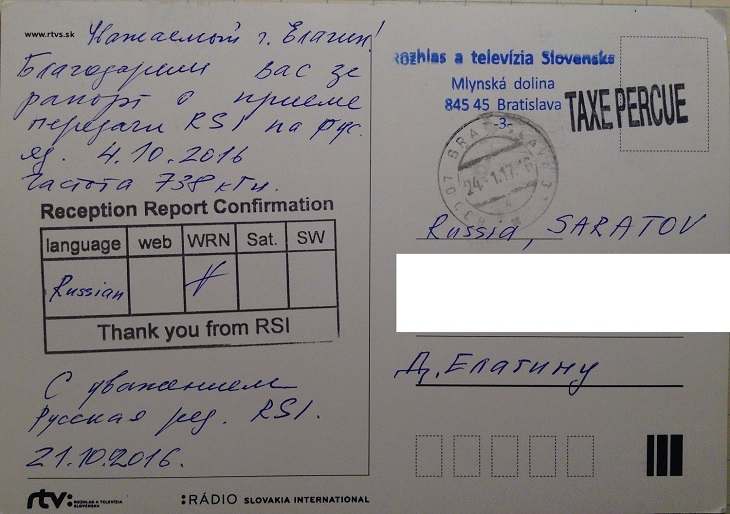 www.rtvs.sk
Уважаемый г. Елагин!
Благодарим вас за
рапорт о приеме
передачи RSI на рус.
яз. 4.10.2016
Частота 738 кГц.
Reception Report Confirmation
language web WRN Sat. SW
Russian
Thank you from RSI
С уважением
Русская ред. RSI.
21.10.2016.
rtv: ROZHLAS A TELEVÍZIA
SLOVENSKA
:RÁDIO SLOVAKIA INTERNATIONAL
Rozhlas a televízia Slovenska
Mlynská dolina
845 45 Bratislava
-3-
TAXE PERCUE
BRATISLAVA
Russia, SARATOV
Д. Елагину